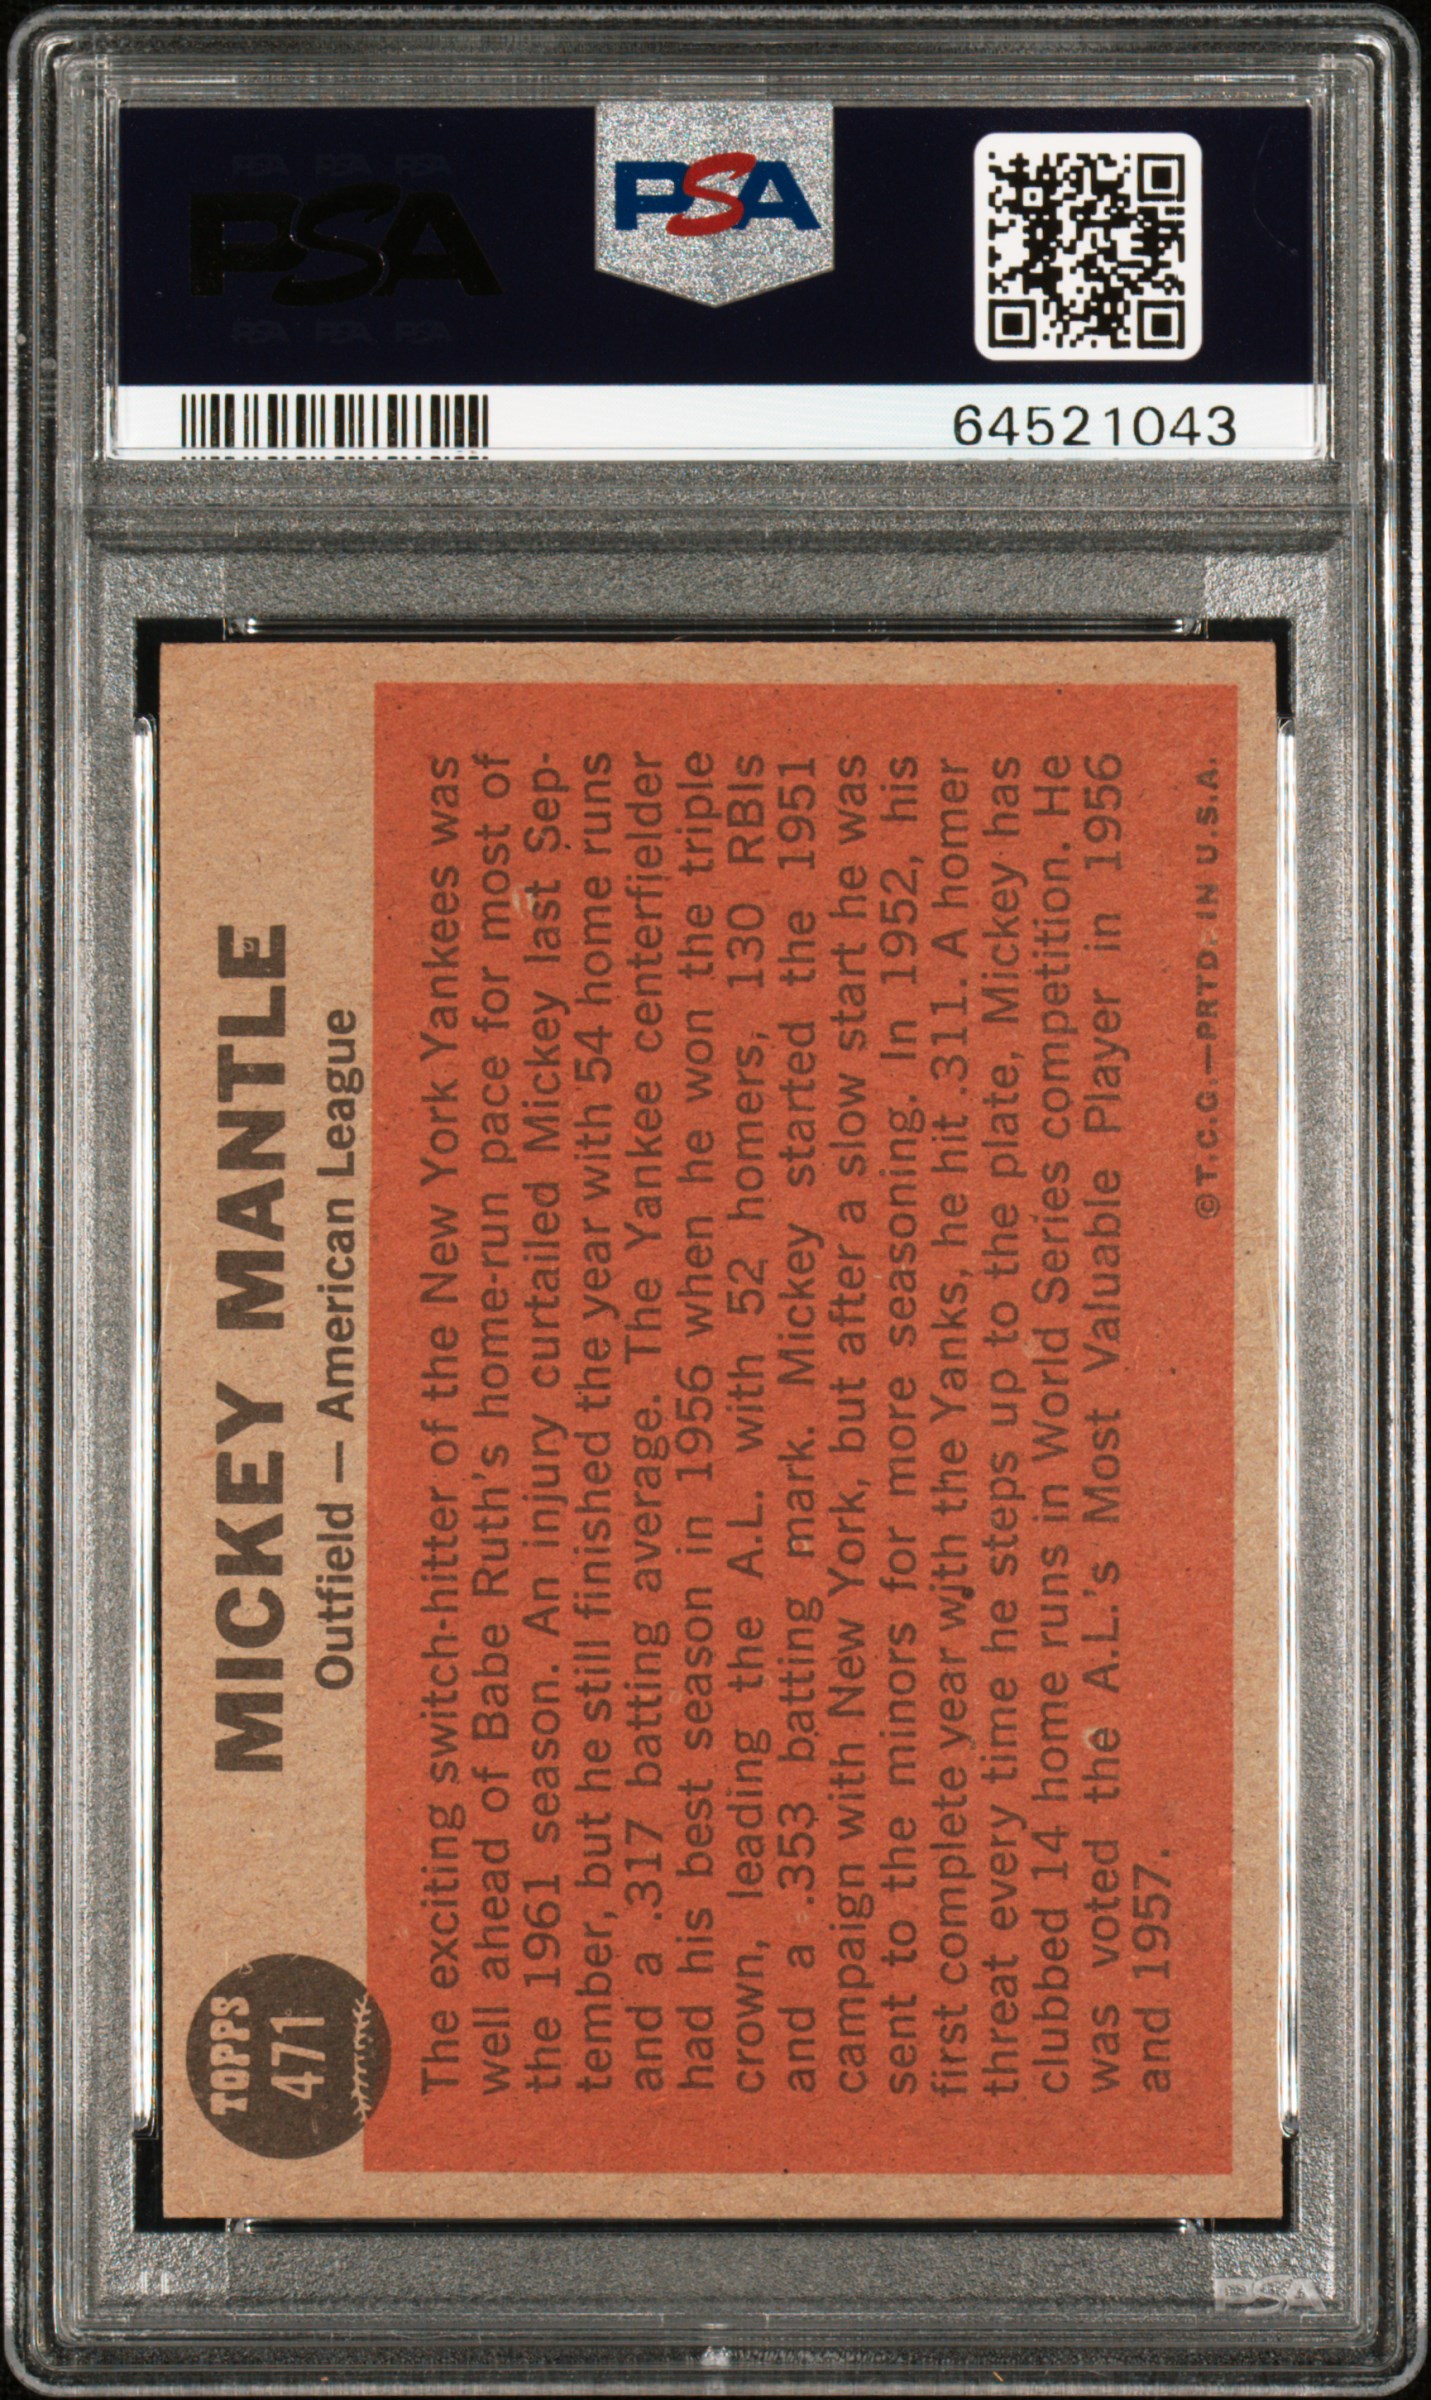 PSA PSA PSA
PSA
PSA PSA PSA
PSA
64521043
TOPPS
471
MICKEY MANTLE
Outfield — American League
The exciting switch-hitter of the New York Yankees was
well ahead of Babe Ruth's home-run pace for most of
the 1961 season. An injury curtailed Mickey last Sep-
tember, but he still finished the year with 54 home runs
and a .317 batting average. The Yankee centerfielder
had his best season in 1956 when he won the triple
crown, leading the A.L. with 52 homers, 130 RBIs
and a .353 batting mark. Mickey started the 1951
campaign with New York, but after a slow start he was
sent to the minors for more seasoning. In 1952, his
first complete year with the Yanks, he hit .311. A homer
threat every time he steps up to the plate, Mickey has
clubbed 14 home runs in World Series competition. He
was voted the A.L.'s Most Valuable Player in 1956
and 1957.
©T.C.G.—PRTD. IN U.S.A.
PSA